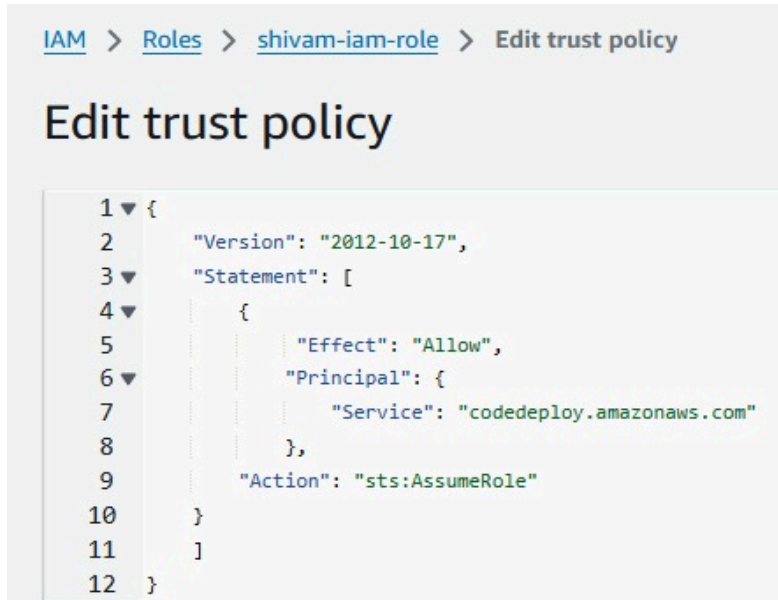 IAM > Roles > shivam-iam-role > Edit trust policy
Edit trust policy
1 {
2 "Version": "2012-10-17",
3 "Statement": [
4 {
5 "Effect": "Allow",
6 "Principal": {
7 "Service": "codedeploy.amazonaws.com"
8 },
9 "Action": "sts:AssumeRole"
10 }
11 ]
12 }